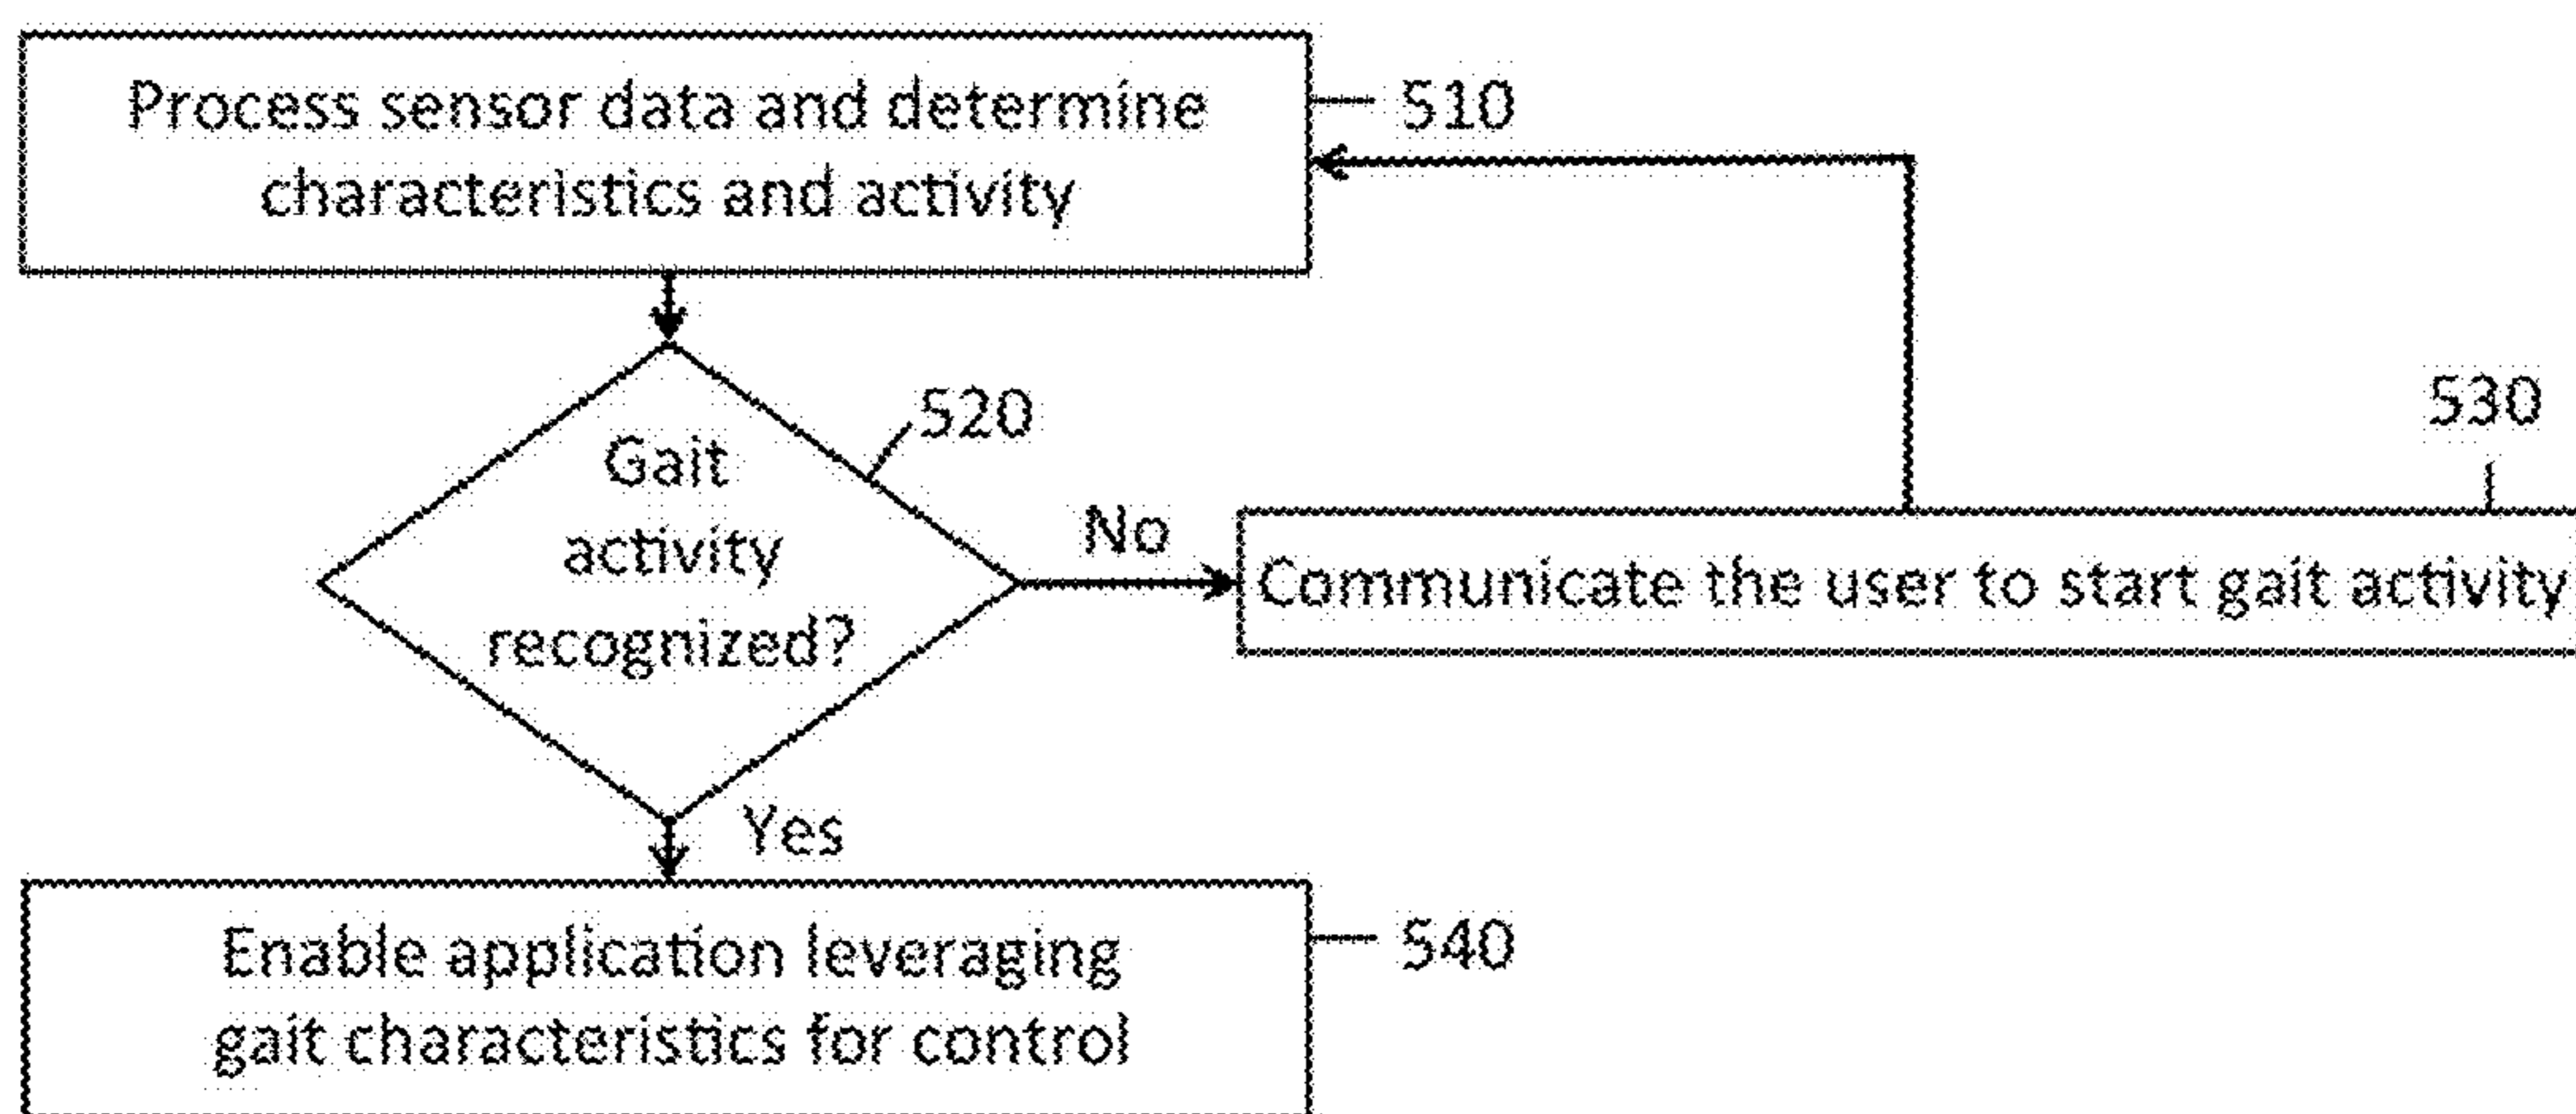 Process sensor data and determine
characteristics and activity
510
Gait
activity
recognized?
520
No
530
Communicate the user to start gait activity
Yes
Enable application leveraging
gait characteristics for control
540